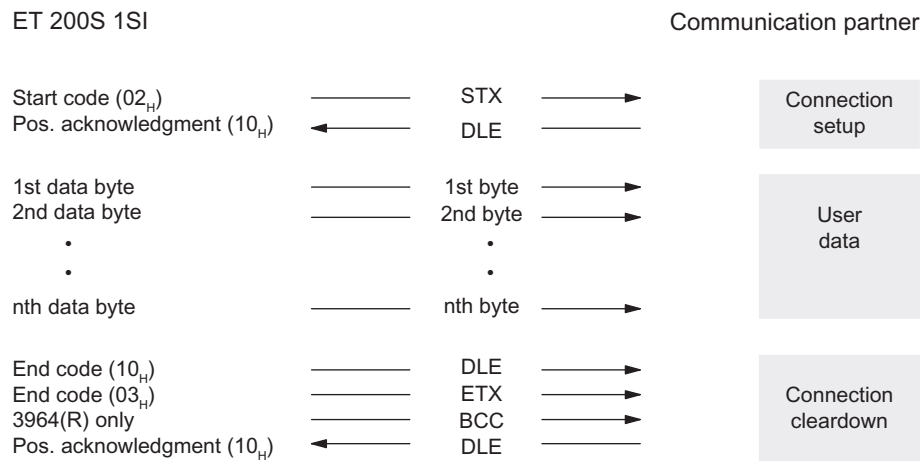 ET 200S 1SI Communication partner
Start code (02H) STX Connection
Pos. acknowledgment (10H) DLE setup
1st data byte 1st byte
2nd data byte 2nd byte User
• • data
• •
nth data byte nth byte
End code (10H) DLE
End code (03H) ETX Connection
3964(R) only BCC cleardown
Pos. acknowledgment (10H) DLE